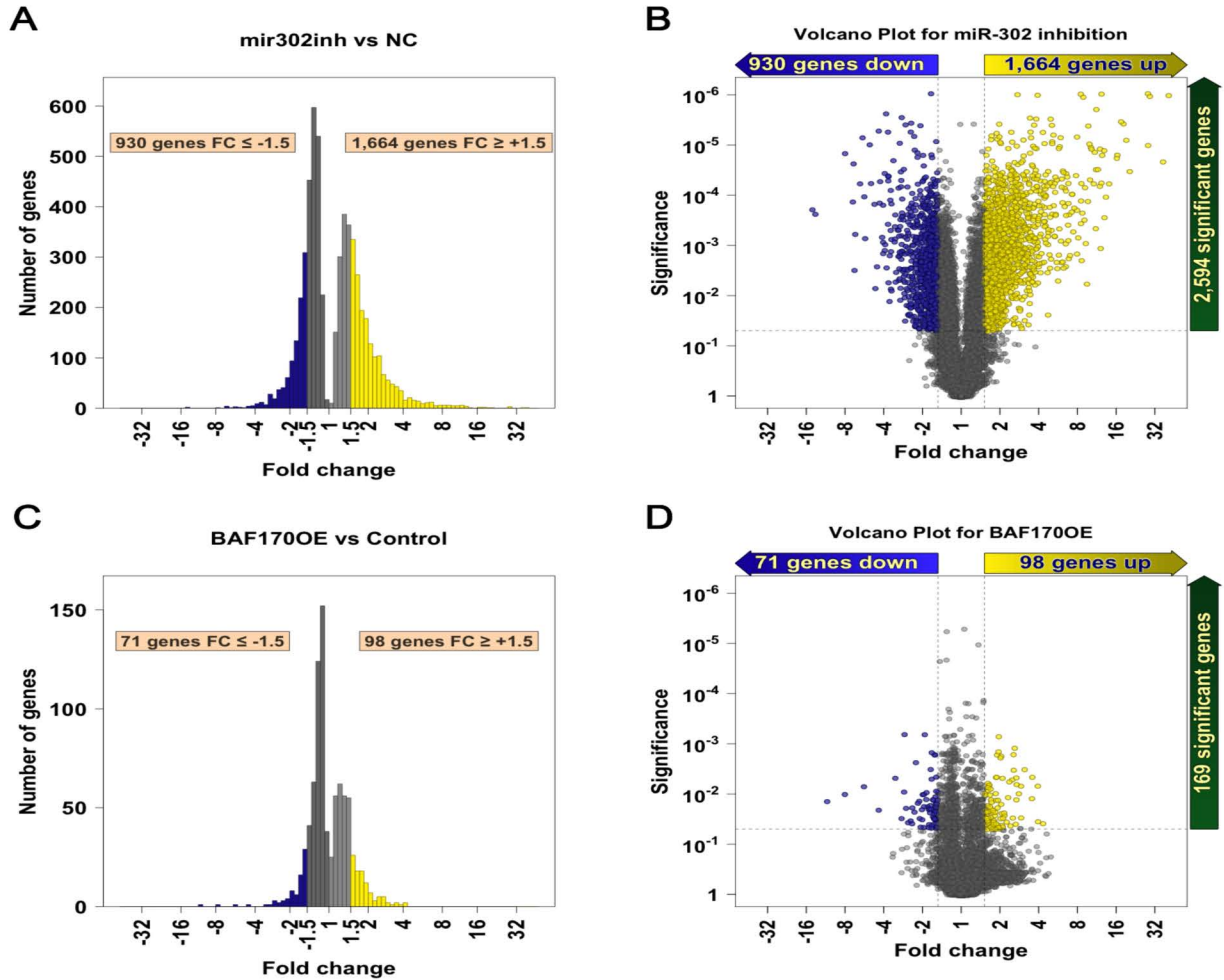 A
mir302inh vs NC
Number of genes
600
500
400
300
200
100
0
930 genes FC ≤ -1.5
1,664 genes FC ≥ +1.5
-32
-16
-8
-4
-2
-1.5
1
1.5
2
4
8
16
32
Fold change
B
Volcano Plot for miR-302 inhibition
930 genes down
1,664 genes up
Significance
10-6
10-5
10-4
10-3
10-2
10-1
1
2,594 significant genes
-32
-16
-8
-4
-2
1
2
4
8
16
32
Fold change
C
BAF170OE vs Control
Number of genes
150
100
50
0
71 genes FC ≤ -1.5
98 genes FC ≥ +1.5
-32
-16
-8
-4
-2
-1.5
1
1.5
2
4
8
16
32
Fold change
D
Volcano Plot for BAF170OE
71 genes down
98 genes up
Significance
10-6
10-5
10-4
10-3
10-2
10-1
1
169 significant genes
-32
-16
-8
-4
-2
1
2
4
8
16
32
Fold change